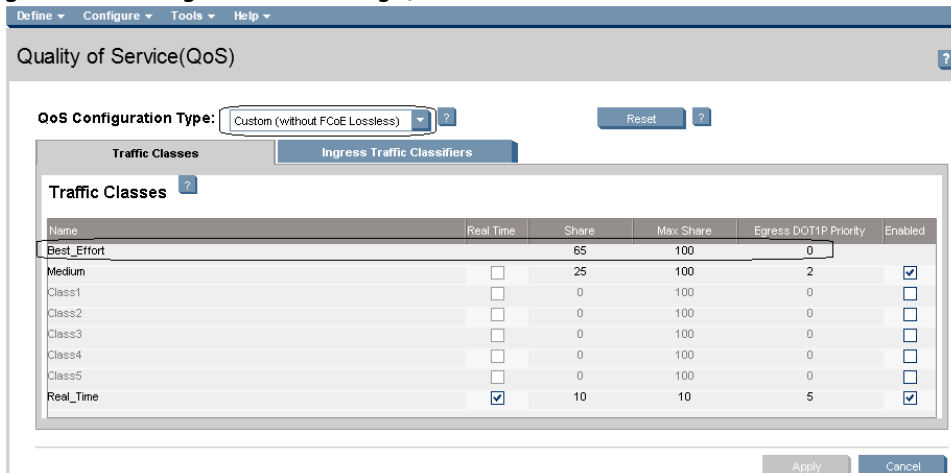 Define Configure Tools Help
Quality of Service(QoS)
?
QoS Configuration Type: Custom (without FCoE Lossless) ? Reset ?
Traffic Classes Ingress Traffic Classifiers
Traffic Classes ?
Name Real Time Share Max Share Egress DOT1P Priority Enabled
Best_Effort 65 100 0
Medium 25 100 2
Class1 0 100 0
Class2 0 100 0
Class3 0 100 0
Class4 0 100 0
Class5 0 100 0
Real_Time 10 10 5
Apply Cancel